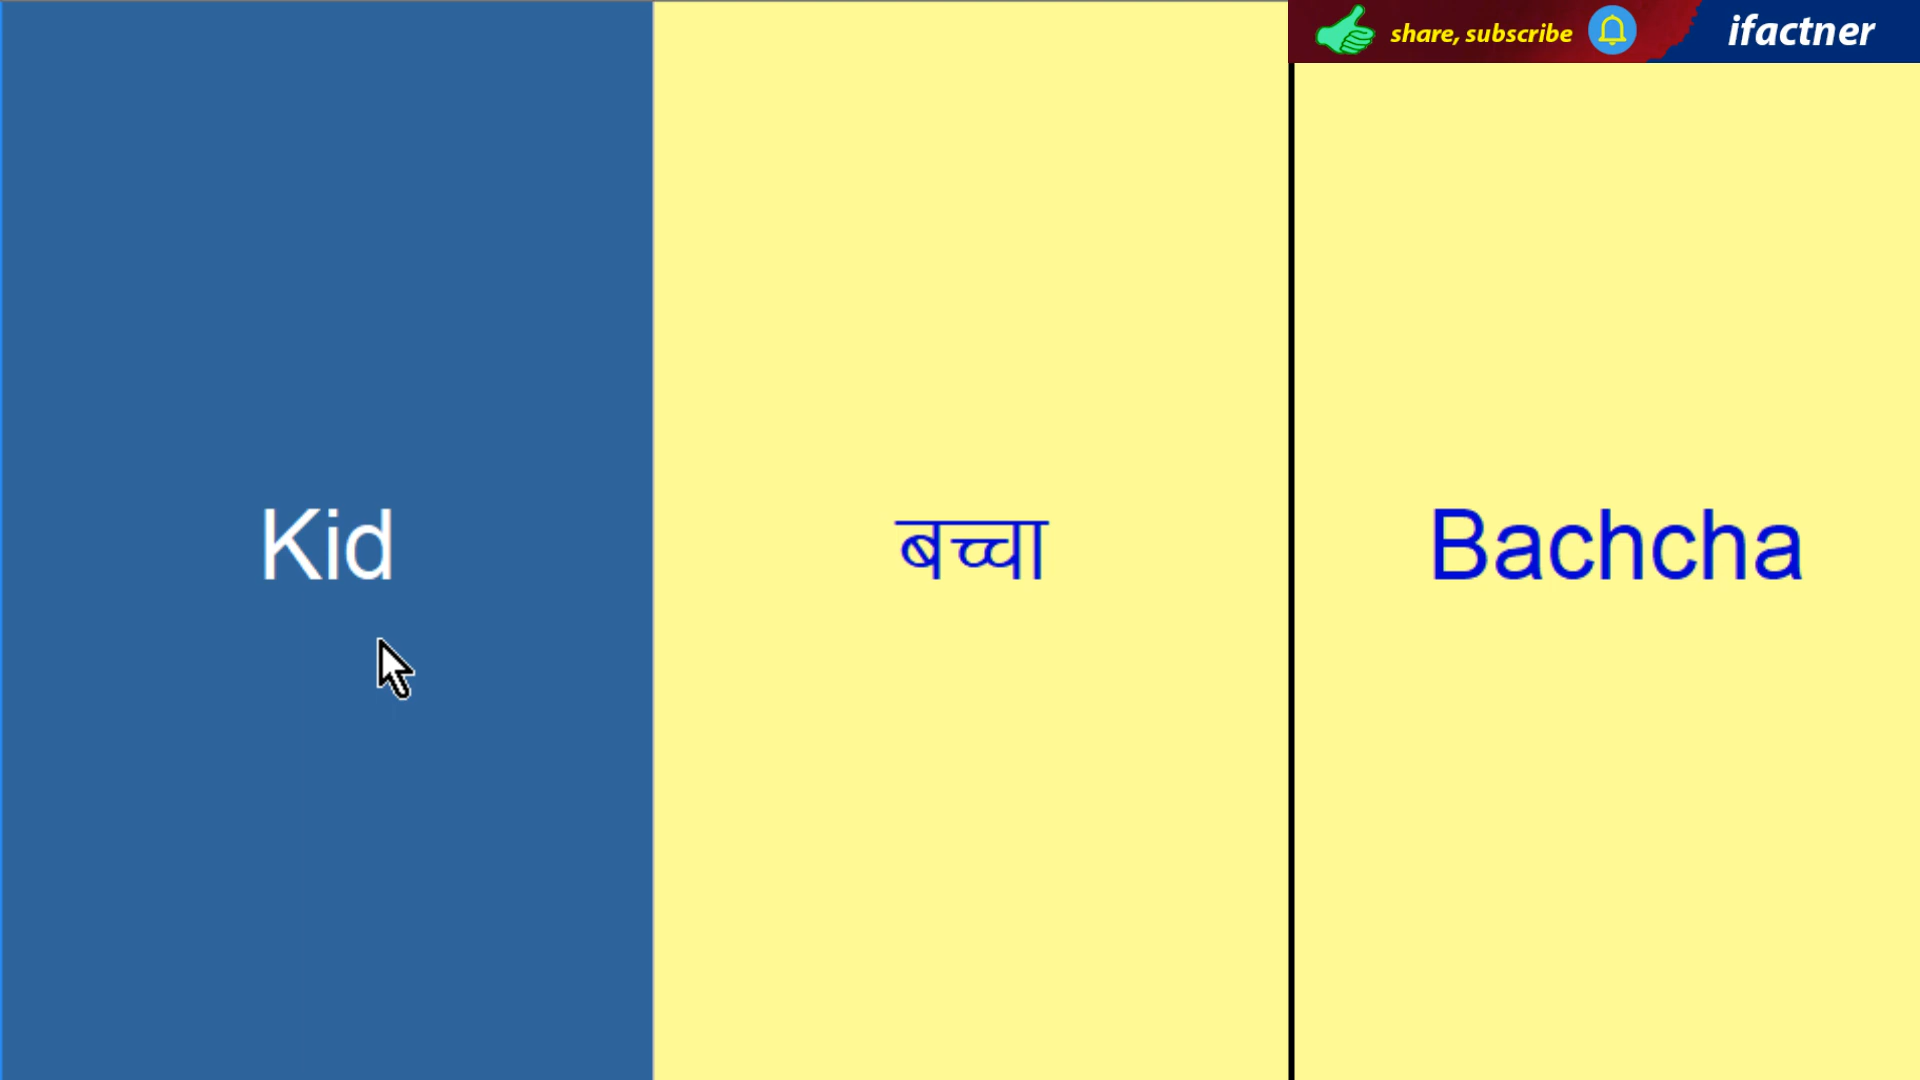 share, subscribe
ifactner
Kid
बच्चा
Bachcha